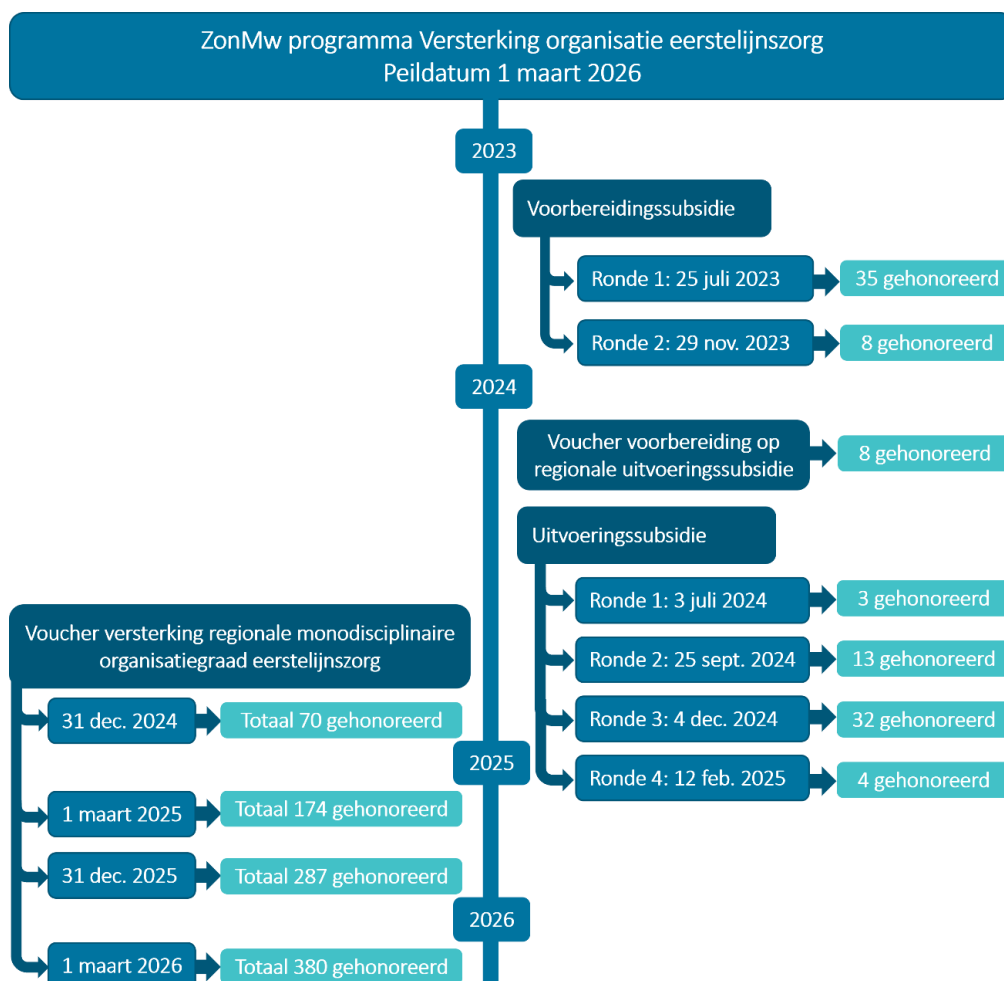 ZonMw programma Versterking organisatie eerstelijnszorg
Peildatum 1 maart 2026
2023
Voorbereidingssubsidie
Ronde 1: 25 juli 2023
35 gehonoreerd
Ronde 2: 29 nov. 2023
8 gehonoreerd
2024
Voucher voorbereiding op
regionale uitvoeringssubsidie
8 gehonoreerd
Uitvoeringssubsidie
Ronde 1: 3 juli 2024
3 gehonoreerd
Ronde 2: 25 sept. 2024
13 gehonoreerd
Ronde 3: 4 dec. 2024
32 gehonoreerd
Ronde 4: 12 feb. 2025
4 gehonoreerd
Voucher versterking regionale monodisciplinaire
organisatiegraad eerstelijnszorg
31 dec. 2024
Totaal 70 gehonoreerd
2025
1 maart 2025
Totaal 174 gehonoreerd
31 dec. 2025
Totaal 287 gehonoreerd
2026
1 maart 2026
Totaal 380 gehonoreerd